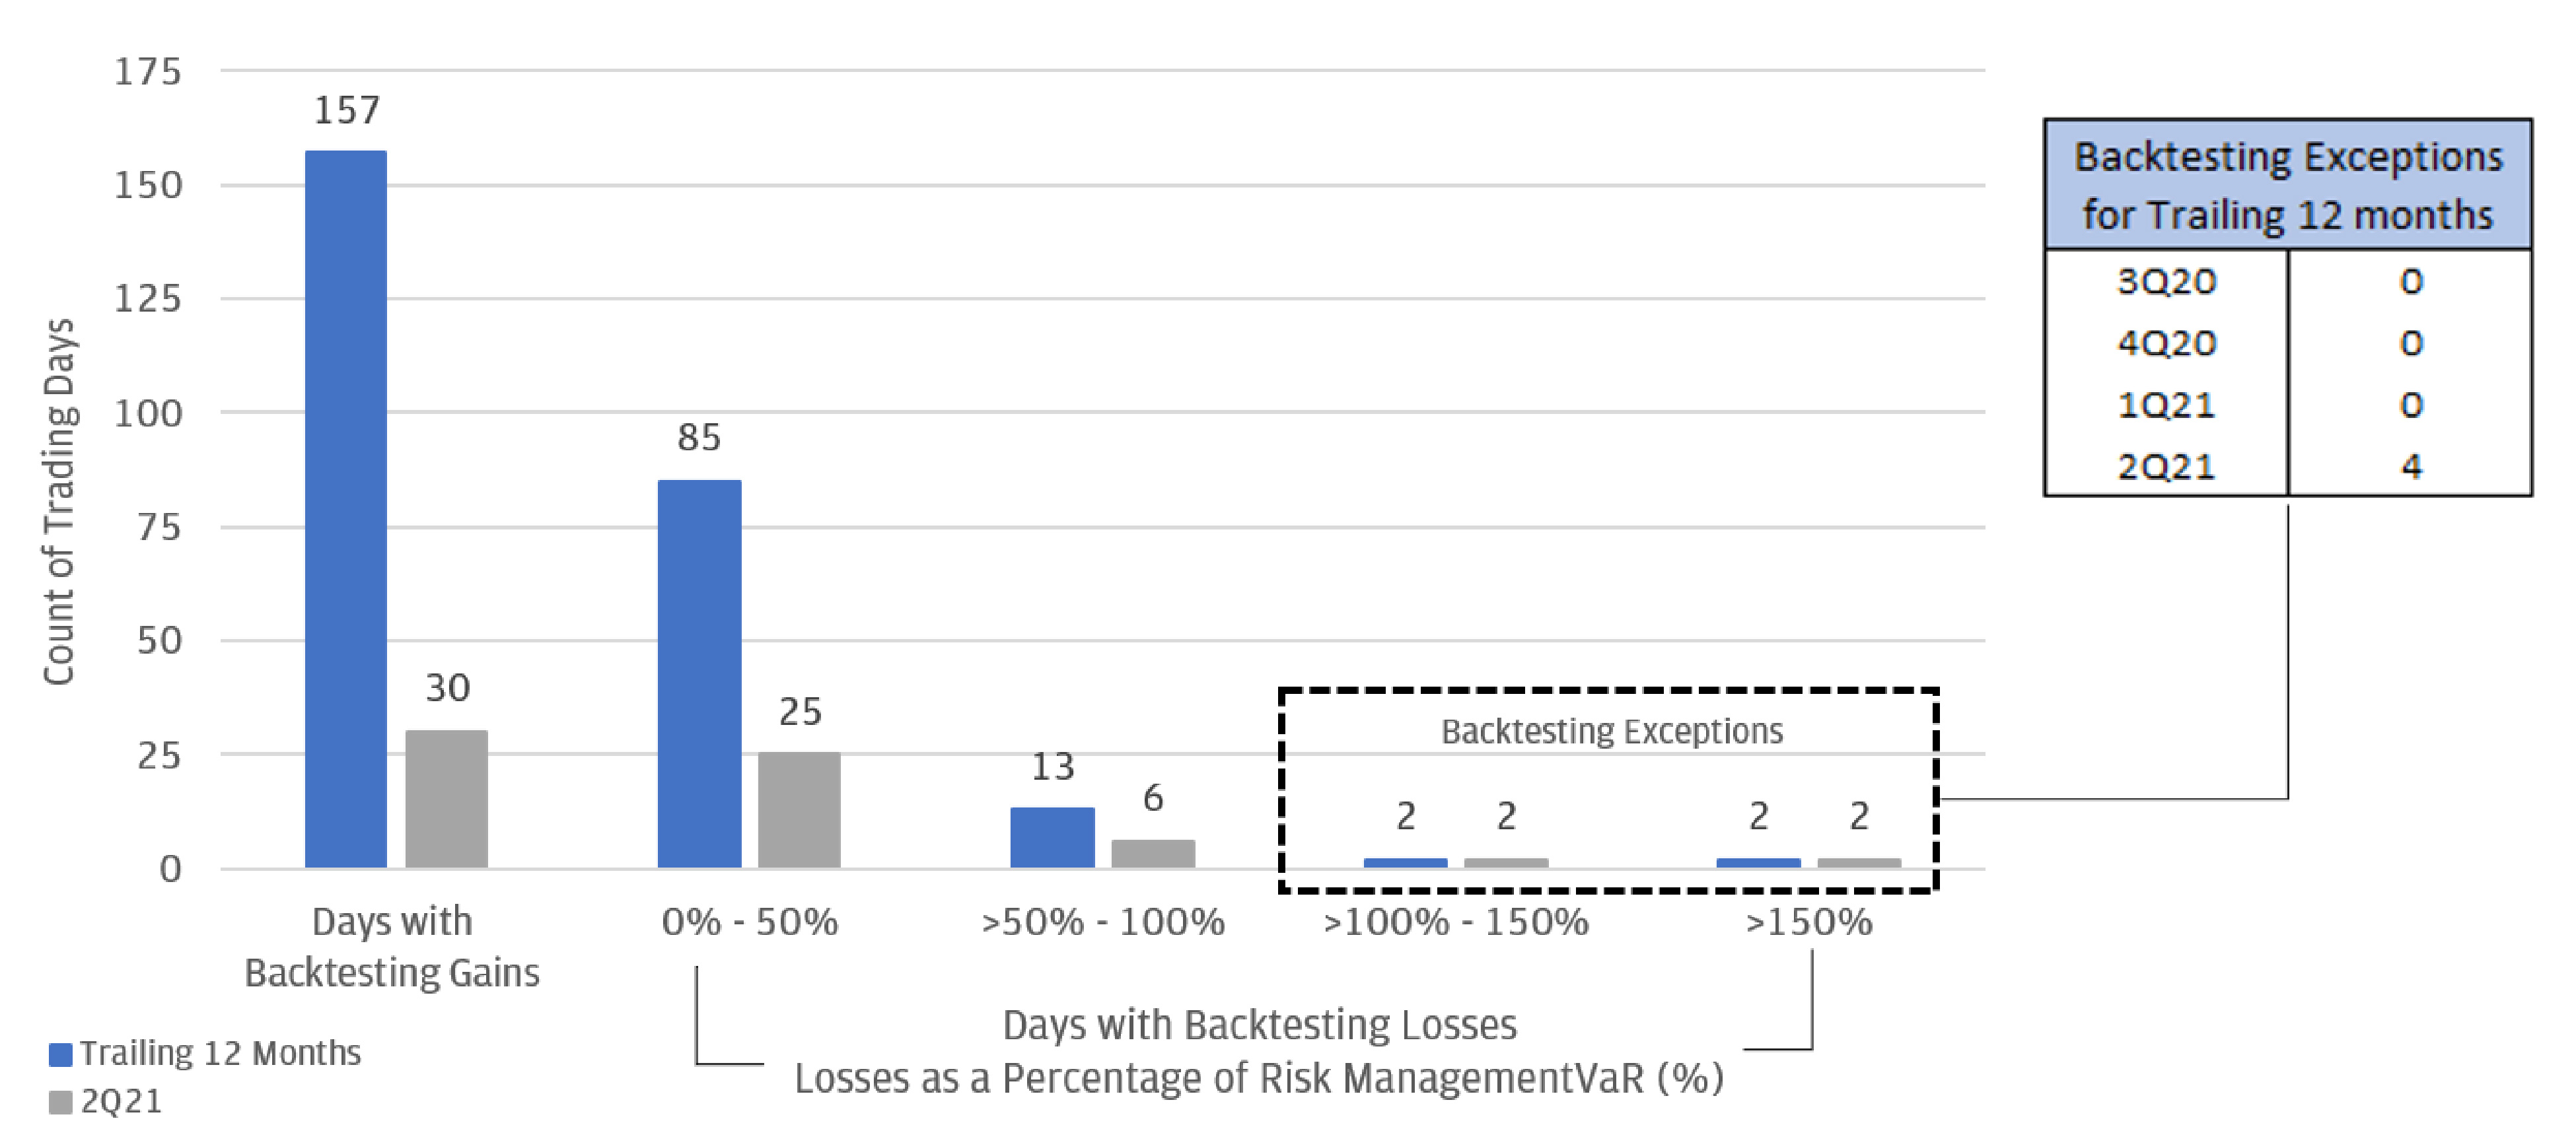 175
150
125
100
75
50
25
0
Count of Trading Days
157
30
85
25
13
6
2
2
2
2
Backtesting Exceptions
Days with
Backtesting Gains
0% - 50%
>50% - 100%
>100% - 150%
>150%
Days with Backtesting Losses
Losses as a Percentage of Risk ManagementVaR (%)
Trailing 12 Months
2Q21
Backtesting Exceptions
for Trailing 12 months
3Q20 0
4Q20 0
1Q21 0
2Q21 4